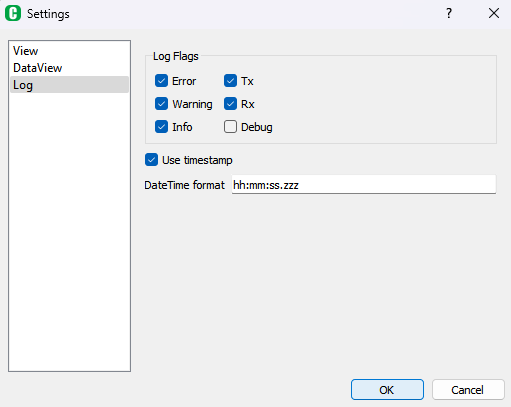 C Settings ?
View
DataView
Log
Log Flags
Error Tx
Warning Rx
Info Debug
Use timestamp
DateTime format hh:mm:ss.zzz
OK Cancel